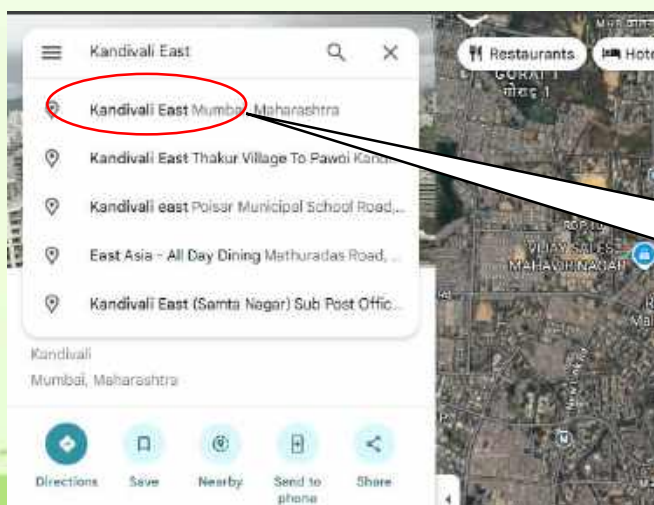 Kandivali East
Kandivali East Mumbai, Maharashtra
Kandivali East Thakur Village To Pawai Kandi...
Kandivali east Poisar Municipal School Road,...
East Asia - All Day Dining Mathuradas Road, ...
Kandivali East (Samta Nagar) Sub Post Offic...
Kandivali
Mumbai, Maharashtra
Directions
Save
Nearby
Send to
phone
Share
Restaurants
Hote
GORAI 1
गोराई 1
VIJAY SALES
MAHAVIR NAGAR